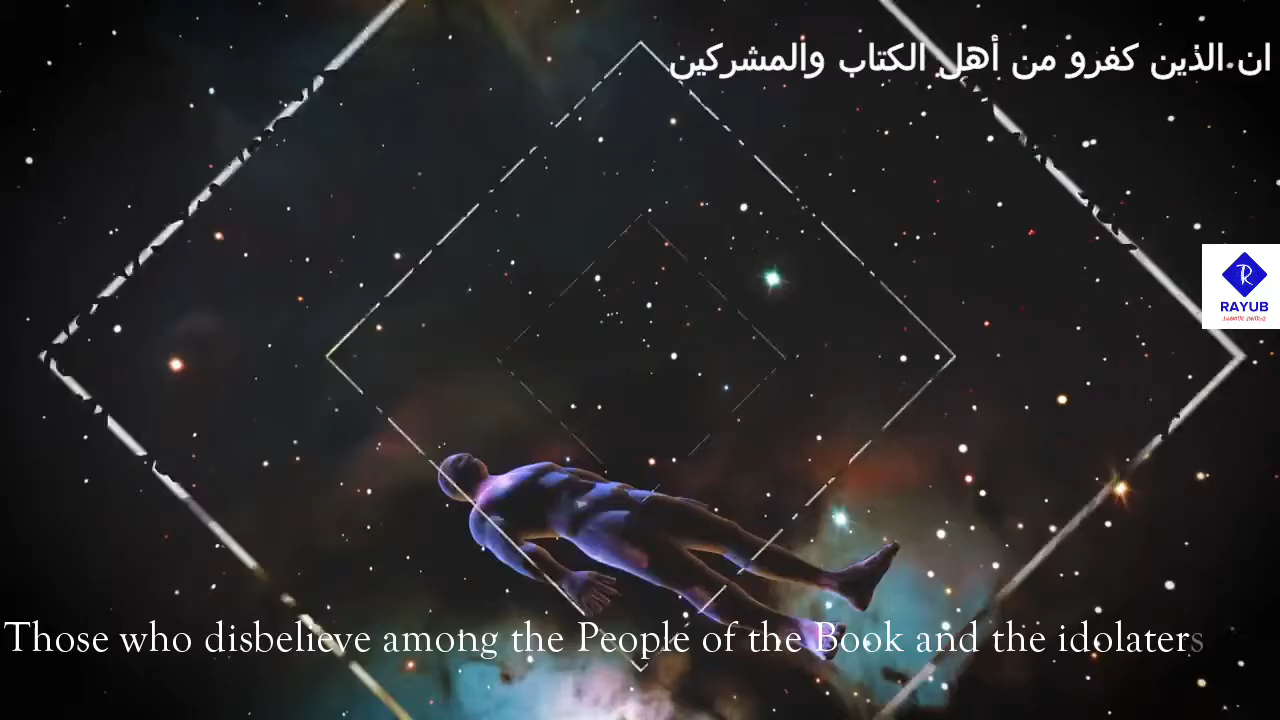 ان الذين كفرو من أهل الكتاب والمشركين
RAYUB
Those who disbelieve among the People of the Book and the idolaters